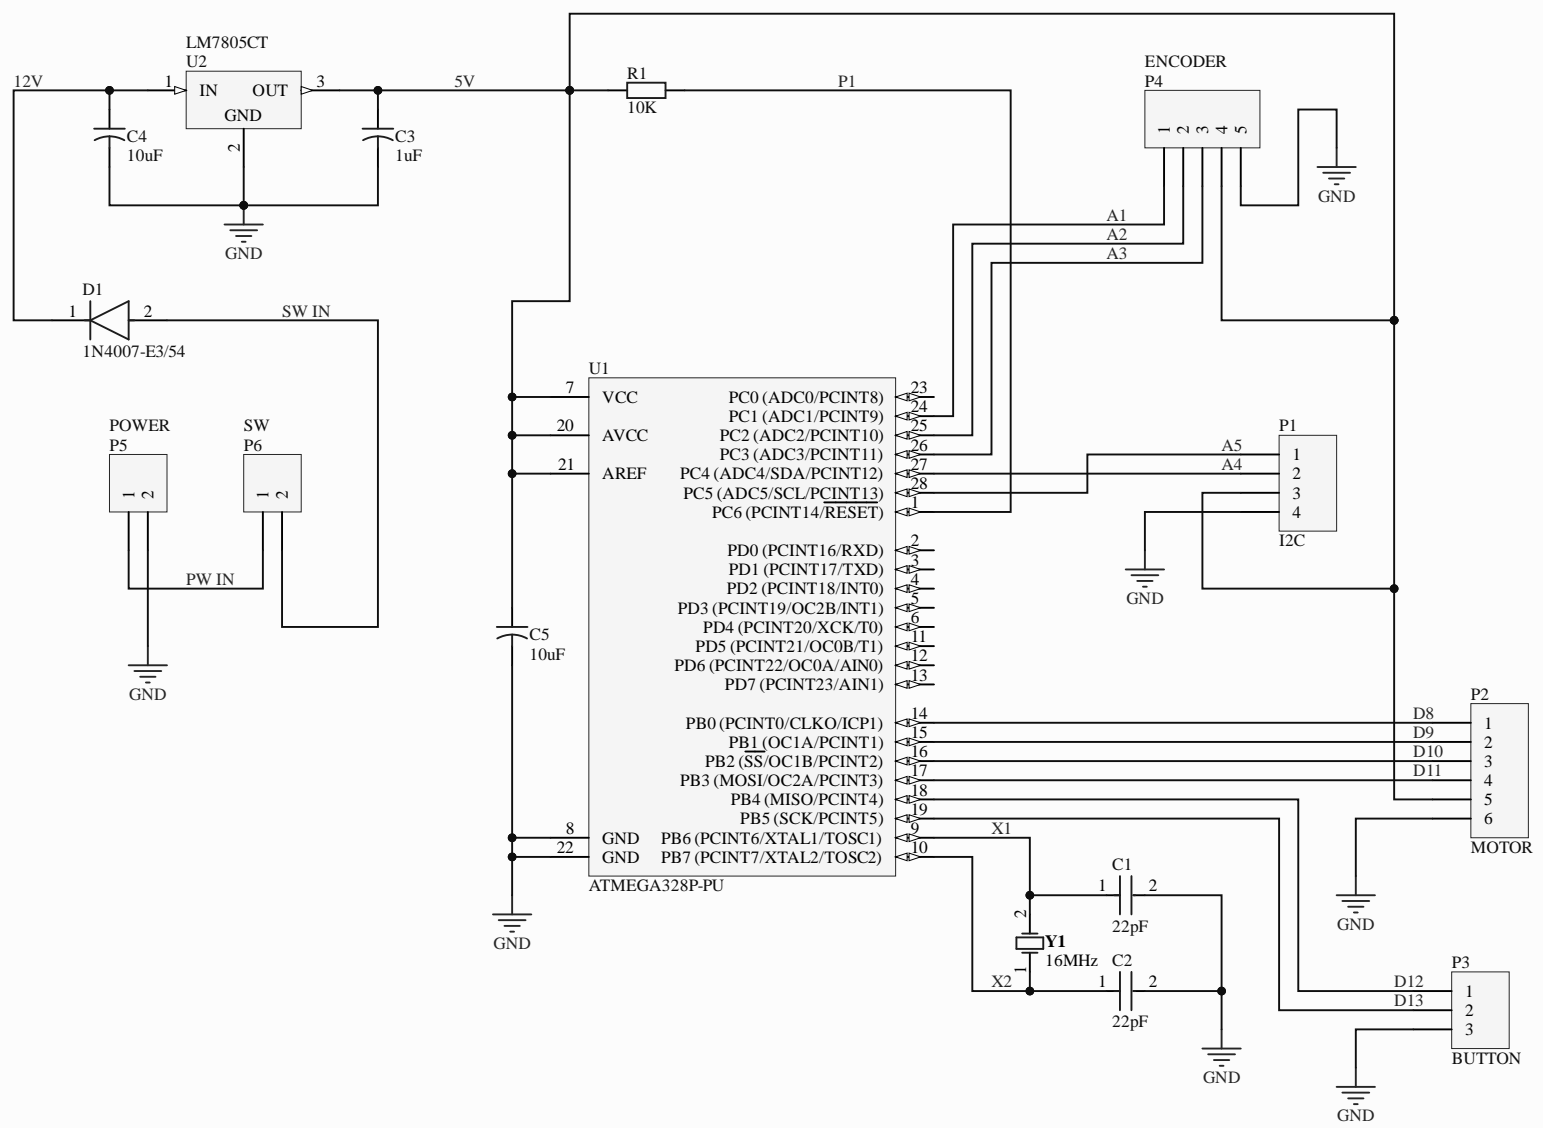 LM7805CT
U2
12V
1
IN
OUT
3
GND
2
5V
C4
10uF
C3
1uF
GND
R1
10K
P1
ENCODER
P4
1
2
3
4
5
GND
A1
A2
A3
D1
1
2
1N4007-E3/54
SW IN
POWER
P5
1
2
SW
P6
1
2
PW IN
GND
U1
7
VCC
20
AVCC
21
AREF
PC0 (ADC0/PCINT8)
23
PC1 (ADC1/PCINT9)
24
PC2 (ADC2/PCINT10)
25
PC3 (ADC3/PCINT11)
26
PC4 (ADC4/SDA/PCINT12)
27
PC5 (ADC5/SCL/PCINT13)
28
PC6 (PCINT14/RESET)
1
PD0 (PCINT16/RXD)
2
PD1 (PCINT17/TXD)
3
PD2 (PCINT18/INT0)
4
PD3 (PCINT19/OC2B/INT1)
5
PD4 (PCINT20/XCK/T0)
6
PD5 (PCINT21/OC0B/T1)
11
PD6 (PCINT22/OC0A/AIN0)
12
PD7 (PCINT23/AIN1)
13
PB0 (PCINT0/CLKO/ICP1)
14
PB1 (OC1A/PCINT1)
15
PB2 (SS/OC1B/PCINT2)
16
PB3 (MOSI/OC2A/PCINT3)
17
PB4 (MISO/PCINT4)
18
PB5 (SCK/PCINT5)
19
8
GND
PB6 (PCINT6/XTAL1/TOSC1)
9
22
GND
PB7 (PCINT7/XTAL2/TOSC2)
10
ATMEGA328P-PU
C5
10uF
GND
P1
A5
1
A4
2
3
4
I2C
GND
P2
D8
1
D9
2
D10
3
D11
4
5
6
MOTOR
GND
X1
C1
1
2
22pF
2
Y1
16MHz
1
X2
C2
1
2
22pF
GND
P3
D12
1
D13
2
3
BUTTON
GND